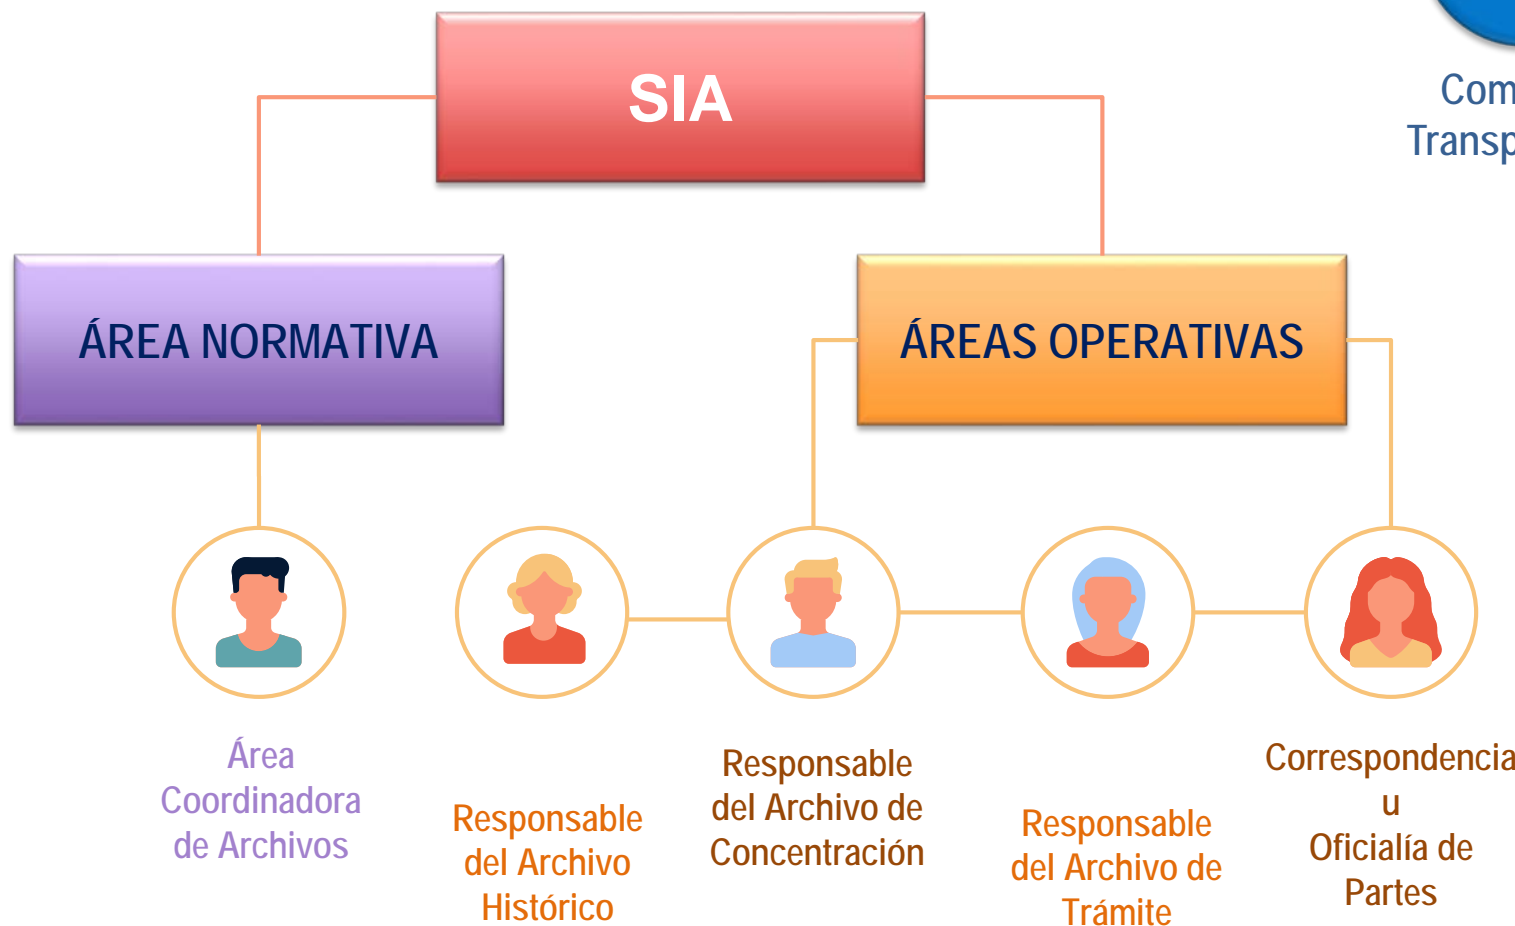 SIA
Com
Transp
ÁREA NORMATIVA
ÁREAS OPERATIVAS
Área
Coordinadora
de Archivos
Responsable
del Archivo
Histórico
Responsable
del Archivo de
Concentración
Responsable
del Archivo de
Trámite
Correspondencia
u
Oficialía de
Partes